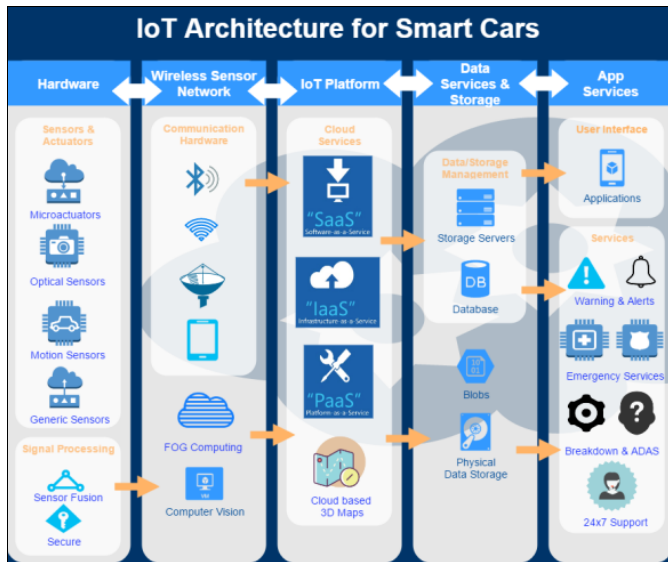 IoT Architecture for Smart Cars
Hardware
Wireless Sensor
Network
IoT Platform
Data
Services &
Storage
App
Services
Sensors &
Actuators
Microactuators
Optical Sensors
Motion Sensors
Generic Sensors
Signal Processing
Sensor Fusion
Secure
Communication
Hardware
FOG Computing
VM
Computer Vision
Cloud
Services
"SaaS"
Software-as-a-Service
"IaaS"
Infrastructure-as-a-Service
"PaaS"
Platform-as-a-Service
Cloud based
3D Maps
Data/Storage
Management
Storage Servers
DB
Database
10
01
Blobs
Physical
Data Storage
User Interface
Applications
Services
Warning & Alerts
Emergency Services
?
Breakdown & ADAS
24x7 Support